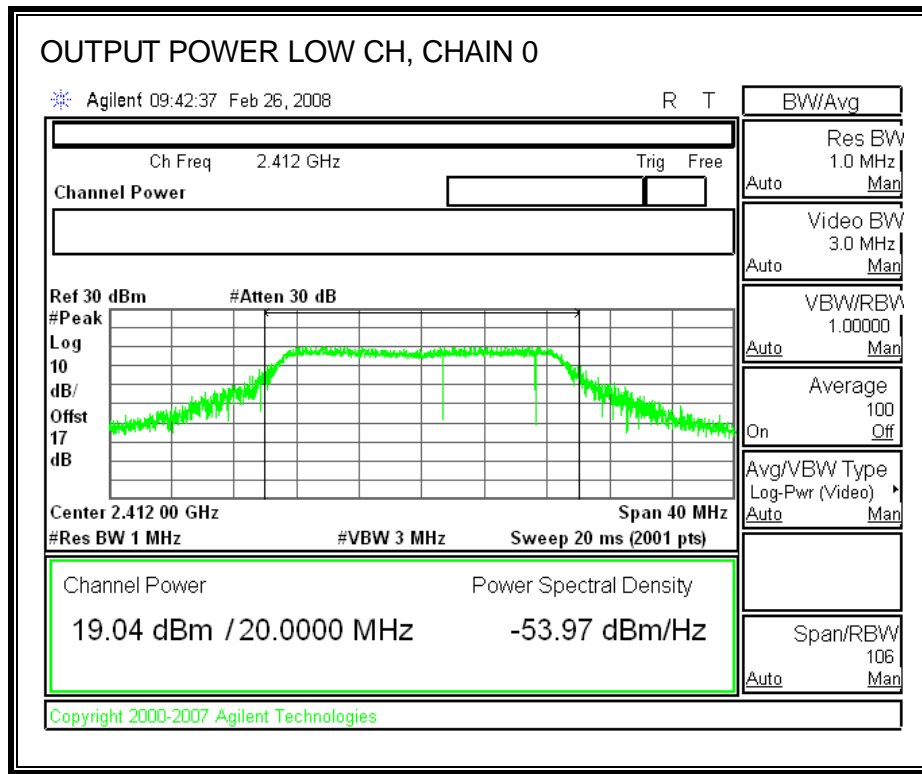 OUTPUT POWER LOW CH, CHAIN 0
Agilent 09:42:37 Feb 26, 2008 R T
Ch Freq 2.412 GHz Trig Free
Channel Power
Ref 30 dBm #Atten 30 dB
#Peak
Log
10
dB/
Offst
17
dB
Center 2.412 00 GHz Span 40 MHz
#Res BW 1 MHz #VBW 3 MHz Sweep 20 ms (2001 pts)
Channel Power Power Spectral Density
19.04 dBm / 20.0000 MHz -53.97 dBm/Hz
Copyright 2000-2007 Agilent Technologies
BW/Avg
Res BW
1.0 MHz
Auto Man
Video BW
3.0 MHz
Auto Man
VBW/RBW
1.00000
Auto Man
Average
100
On Off
Avg/VBW Type
Log-Pwr (Video)
Auto Man
Span/RBW
106
Auto Man